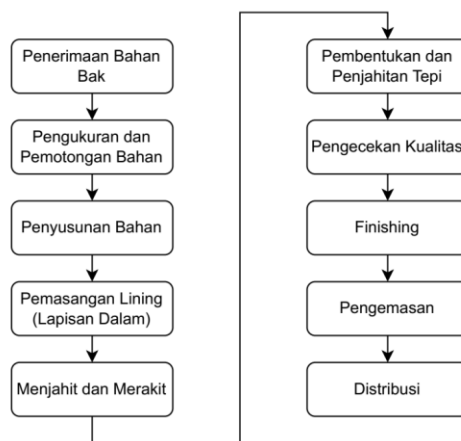 Penerimaan Bahan
Bak
Pengukuran dan
Pemotongan Bahan
Penyusunan Bahan
Pemasangan Lining
(Lapisan Dalam)
Menjahit dan Merakit
Pembentukan dan
Penjahitan Tepi
Pengecekan Kualitas
Finishing
Pengemasan
Distribusi